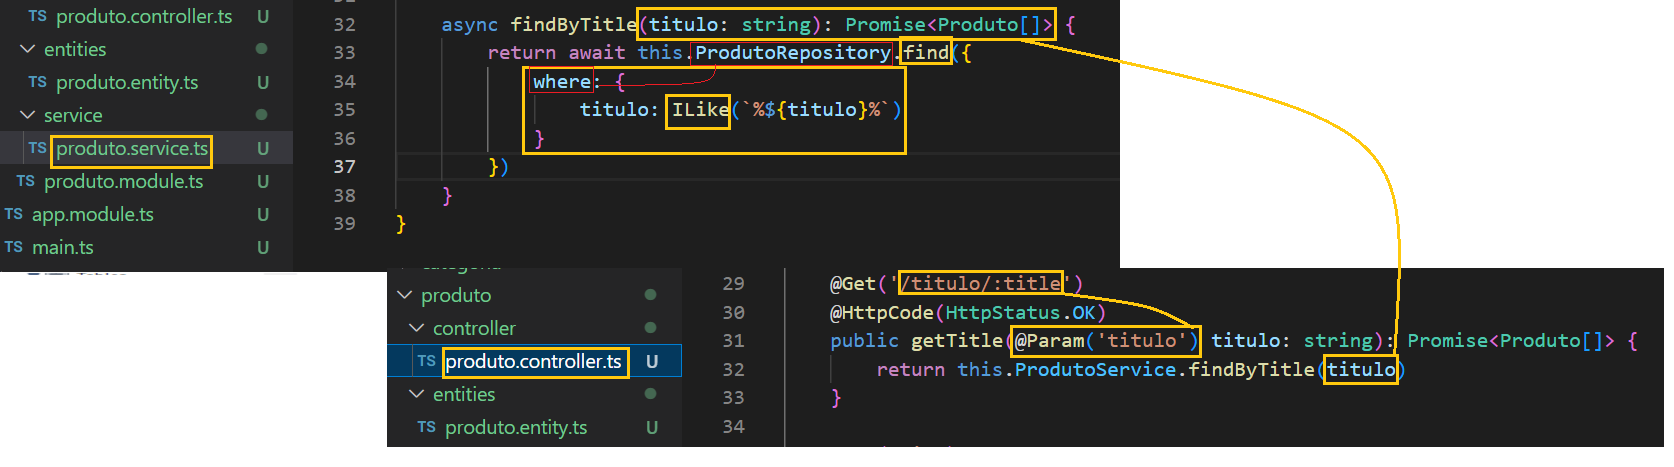 TS produto.controller.ts U
entities
TS produto.entity.ts U
service
TS produto.service.ts U
TS produto.module.ts U
TS app.module.ts U
TS main.ts U
32 async findByTitle(titulo: string): Promise<Produto[]> {
33 return await this.ProdutoRepository.find({
34 where: {
35 titulo: ILike(`%${titulo}%`)
36 }
37 })
38 }
39 }
produto
controller
TS produto.controller.ts U
entities
TS produto.entity.ts U
29 @Get('/titulo/:title')
30 @HttpCode(HttpStatus.OK)
31 public getTitle(@Param('titulo') titulo: string): Promise<Produto[]> {
32 return this.ProdutoService.findByTitle(titulo)
33 }
34